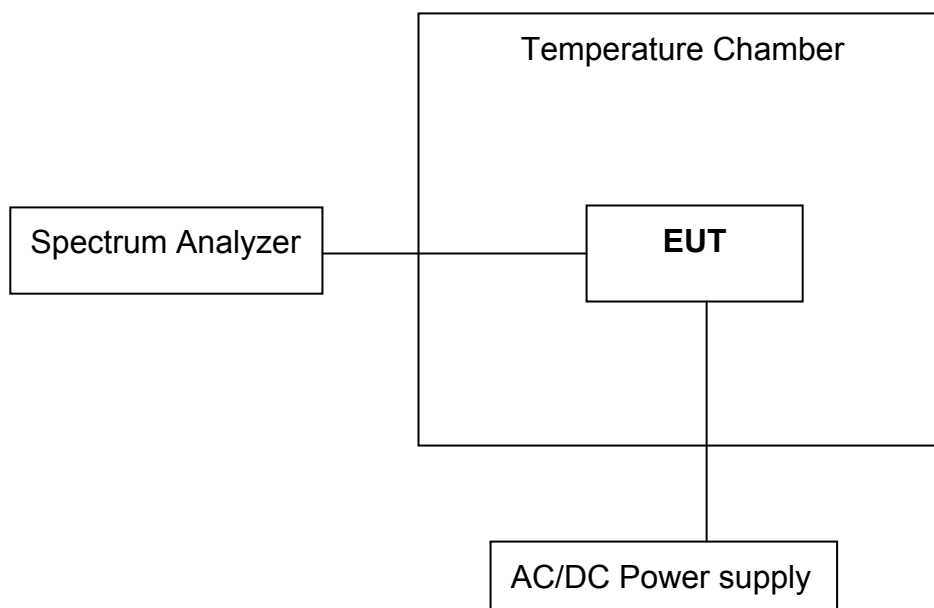 Temperature Chamber
Spectrum Analyzer
EUT
AC/DC Power supply